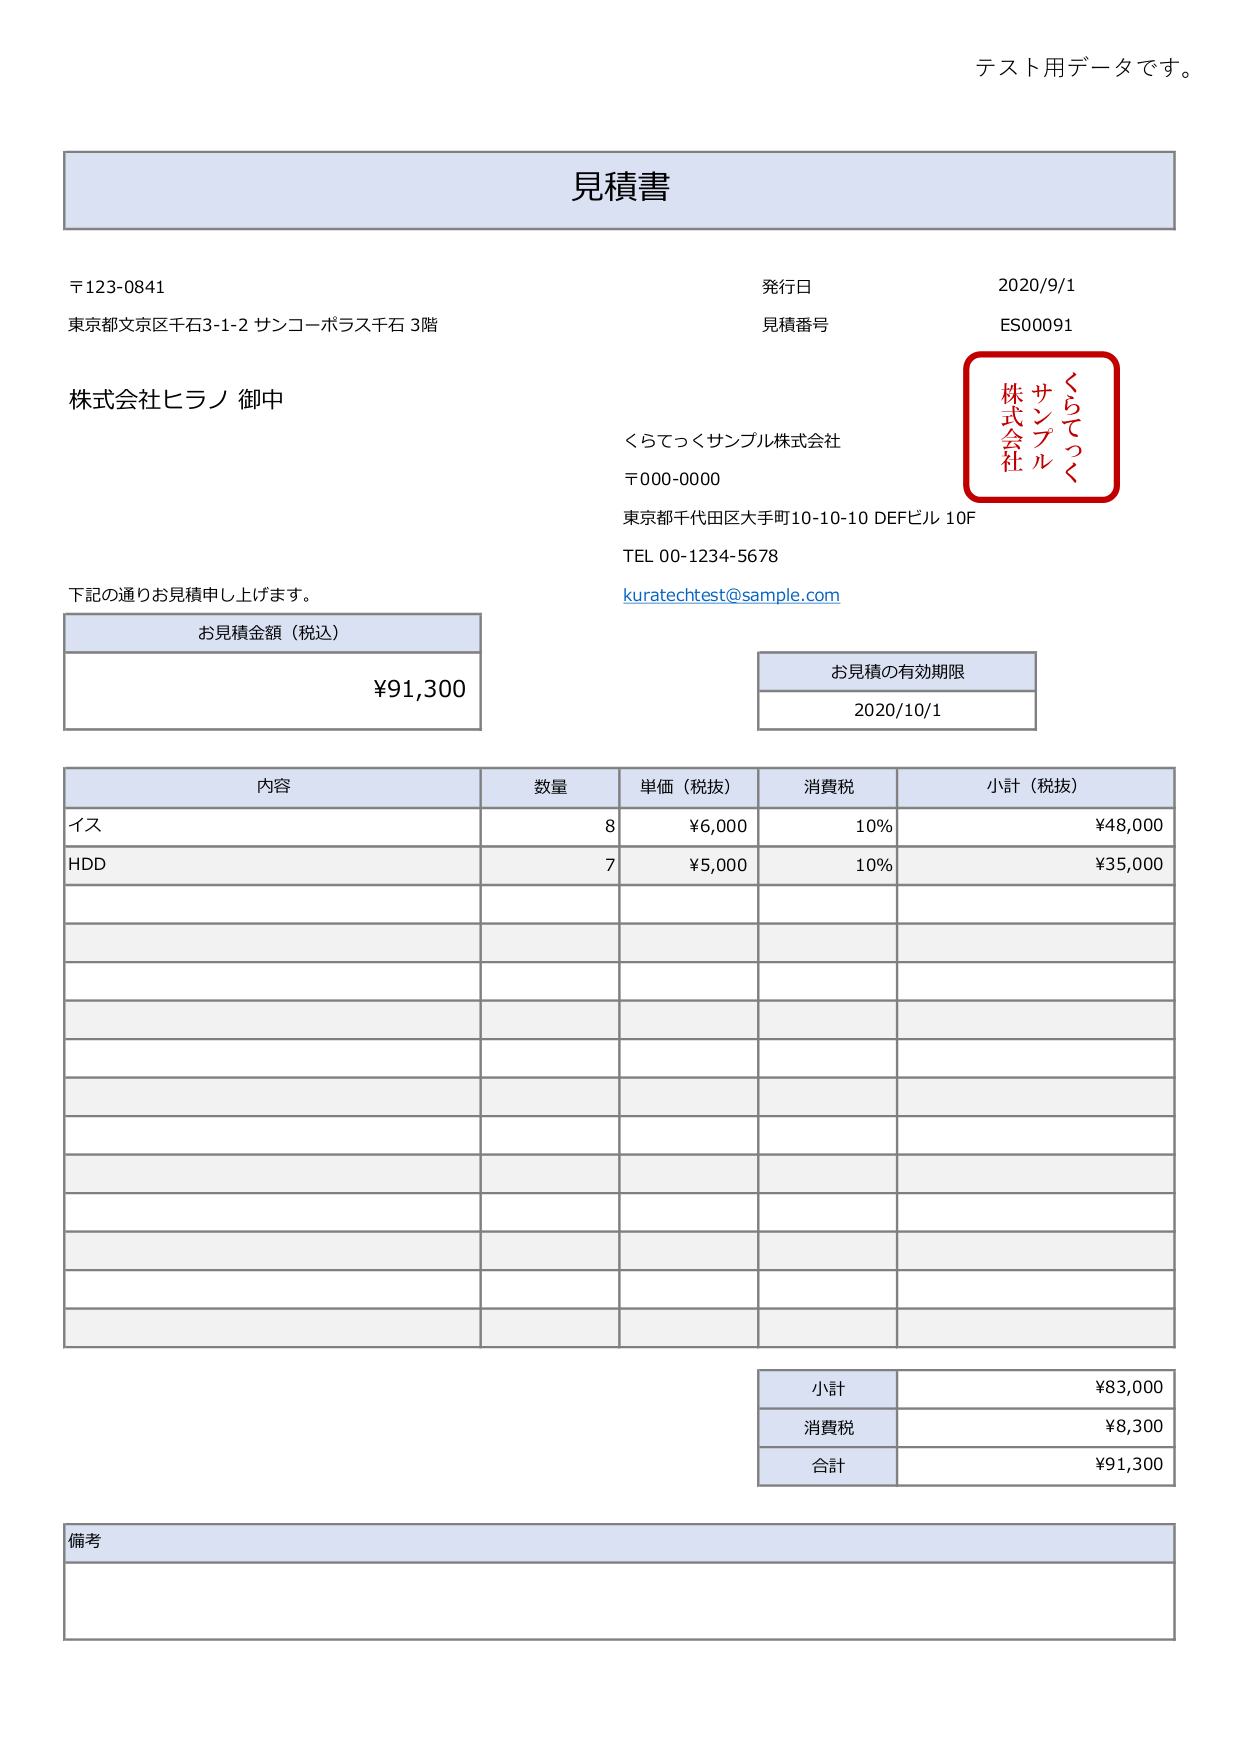 テスト用データです。
見積書
〒123-0841
東京都文京区千石3-1-2 サンコーポラス千石 3階
発行日 2020/9/1
見積番号 ES00091
株式会社ヒラノ 御中
くらてっく
サンプル
株式会社
くらてっくサンプル株式会社
〒000-0000
東京都千代田区大手町10-10-10 DEFビル 10F
TEL 00-1234-5678
kuratechtest@sample.com
下記の通りお見積申し上げます。
お見積金額（税込）
¥91,300
お見積の有効期限
2020/10/1
内容 数量 単価（税抜） 消費税 小計（税抜）
イス 8 ¥6,000 10% ¥48,000
HDD 7 ¥5,000 10% ¥35,000
小計 ¥83,000
消費税 ¥8,300
合計 ¥91,300
備考